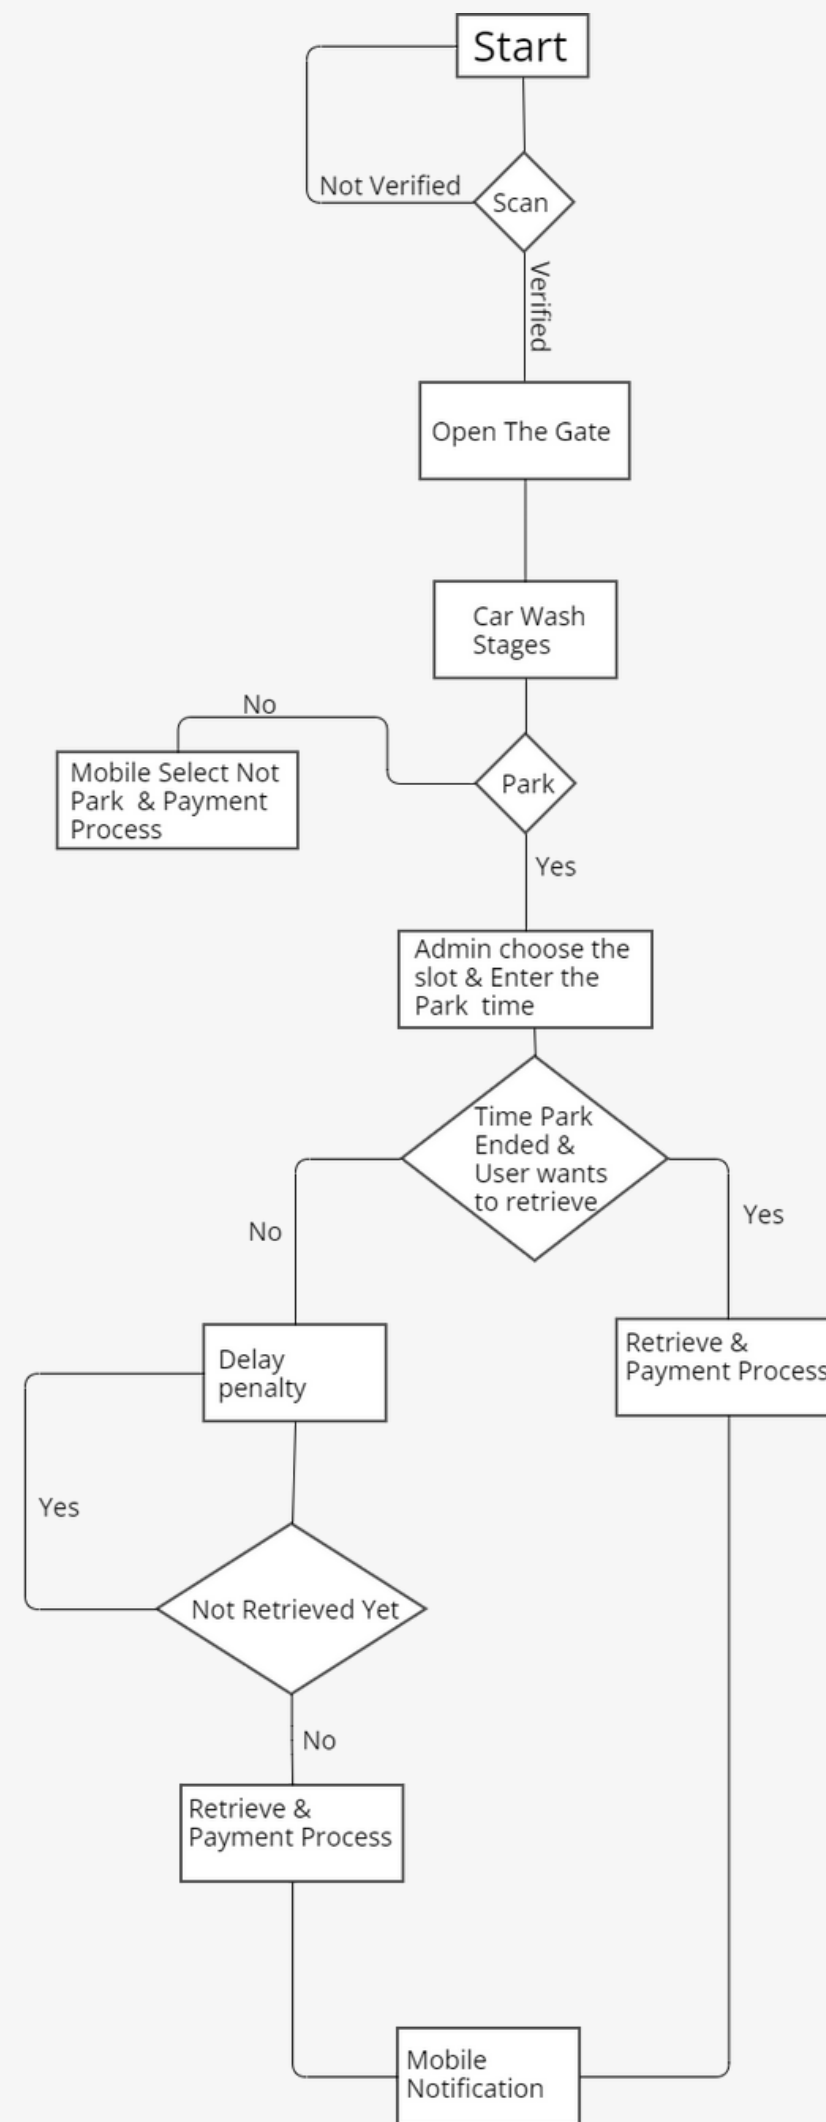 Start
Not Verified
Scan
Verified
Open The Gate
Car Wash
Stages
No
Mobile Select Not
Park & Payment
Process
Park
Yes
Admin choose the
slot & Enter the
Park time
Time Park
Ended &
User wants
to retrieve
No
Yes
Delay
penalty
Retrieve &
Payment Process
Yes
Not Retrieved Yet
No
Retrieve &
Payment Process
Mobile
Notification